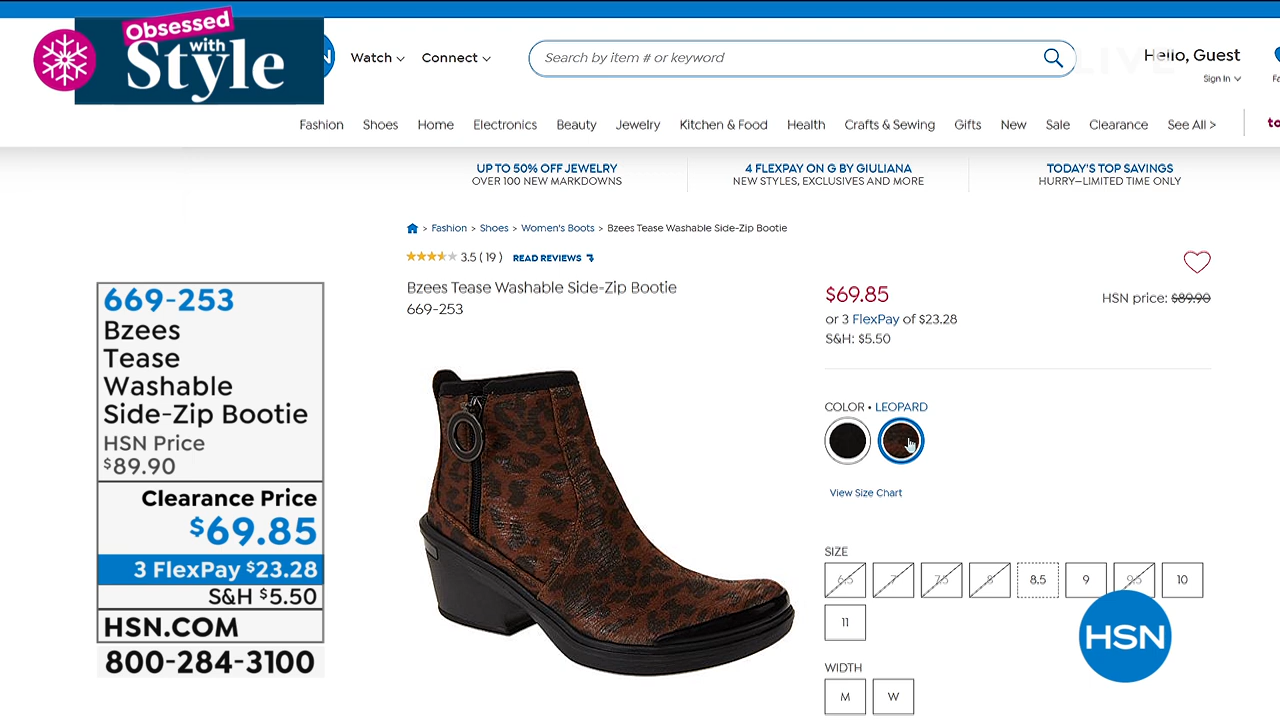 Obsessed
with
Style
N
Watch
Connect
Search by item # or keyword
LIVE
Hello, Guest
Sign In
Fa
Fashion
Shoes
Home
Electronics
Beauty
Jewelry
Kitchen & Food
Health
Crafts & Sewing
Gifts
New
Sale
Clearance
See All >
to
UP TO 50% OFF JEWELRY
OVER 100 NEW MARKDOWNS
4 FLEXPAY ON G BY GIULIANA
NEW STYLES, EXCLUSIVES AND MORE
TODAY'S TOP SAVINGS
HURRY—LIMITED TIME ONLY
> Fashion > Shoes > Women's Boots > Bzees Tease Washable Side-Zip Bootie
3.5 ( 19 ) READ REVIEWS
Bzees Tease Washable Side-Zip Bootie
669-253
$69.85
HSN price: $89.90
or 3 FlexPay of $23.28
S&H: $5.50
COLOR • LEOPARD
View Size Chart
SIZE
6.5 7 7.5 8 8.5 9 9.5 10
11
WIDTH
M W
669-253
Bzees
Tease
Washable
Side-Zip Bootie
HSN Price
$89.90
Clearance Price
$69.85
3 FlexPay $23.28
S&H $5.50
HSN.COM
800-284-3100
HSN